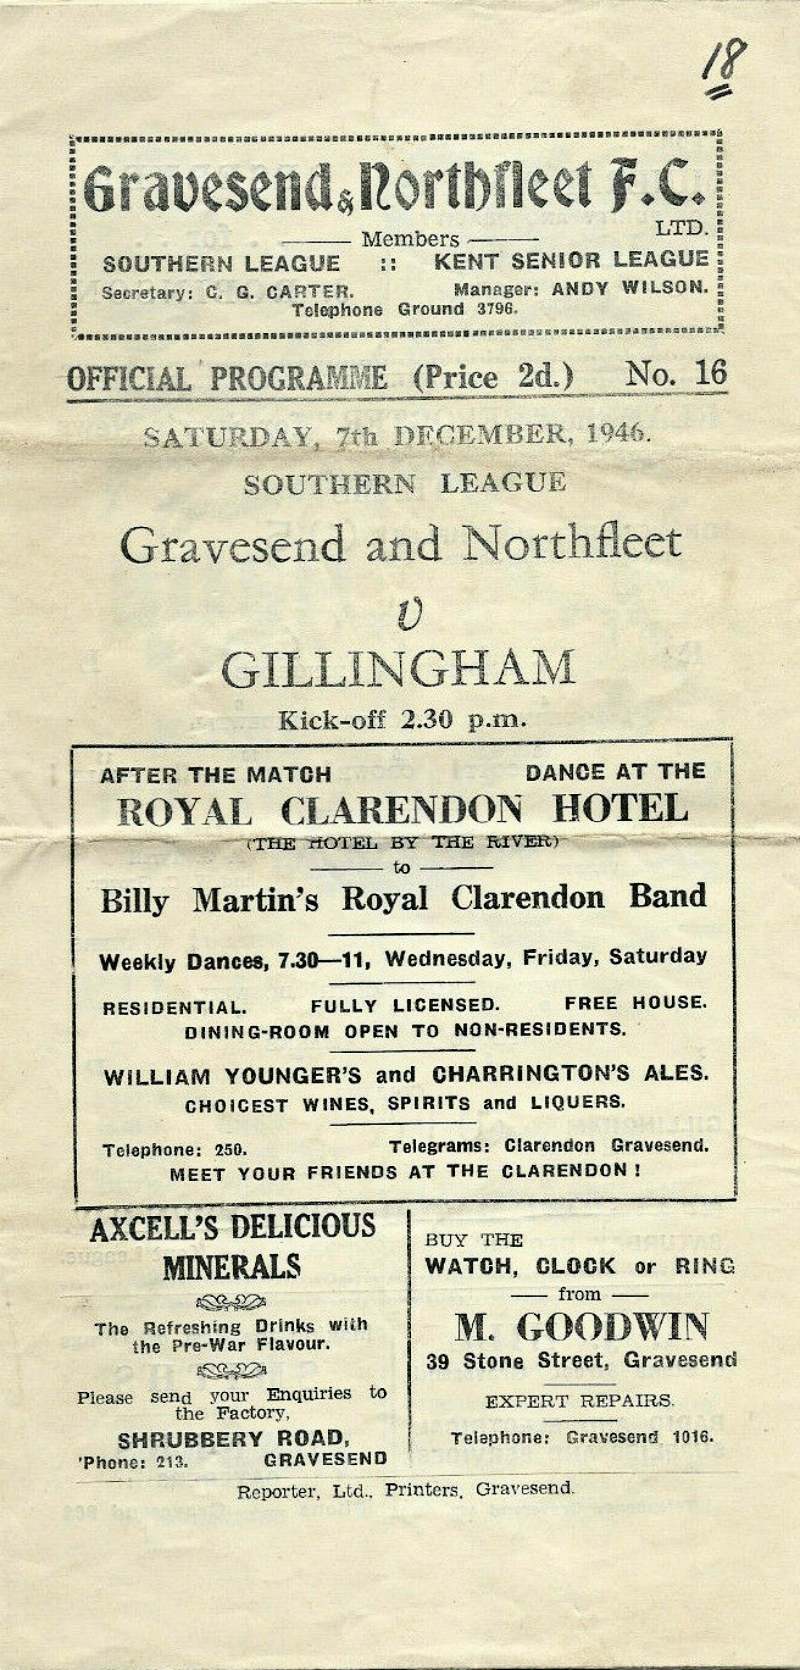 18
Gravesend & Northfleet F.C.
LTD.
Members
SOUTHERN LEAGUE :: KENT SENIOR LEAGUE
Secretary: C. G. CARTER. Manager: ANDY WILSON.
Telephone Ground 3796.
OFFICIAL PROGRAMME (Price 2d.) No. 16
SATURDAY, 7th DECEMBER, 1946.
SOUTHERN LEAGUE
Gravesend and Northfleet
v
GILLINGHAM
Kick-off 2.30 p.m.
AFTER THE MATCH DANCE AT THE
ROYAL CLARENDON HOTEL
(THE HOTEL BY THE RIVER)
to
Billy Martin's Royal Clarendon Band
Weekly Dances, 7.30—11, Wednesday, Friday, Saturday
RESIDENTIAL. FULLY LICENSED. FREE HOUSE.
DINING-ROOM OPEN TO NON-RESIDENTS.
WILLIAM YOUNGER'S and CHARRINGTON'S ALES.
CHOICEST WINES, SPIRITS and LIQUERS.
Telephone: 250. Telegrams: Clarendon Gravesend.
MEET YOUR FRIENDS AT THE CLARENDON !
AXCELL'S DELICIOUS
MINERALS
The Refreshing Drinks with
the Pre-War Flavour.
Please send your Enquiries to
the Factory,
SHRUBBERY ROAD,
'Phone: 213. GRAVESEND
BUY THE
WATCH, CLOCK or RING
from
M. GOODWIN
39 Stone Street, Gravesend
EXPERT REPAIRS.
Telephone: Gravesend 1016.
Reporter, Ltd., Printers, Gravesend.